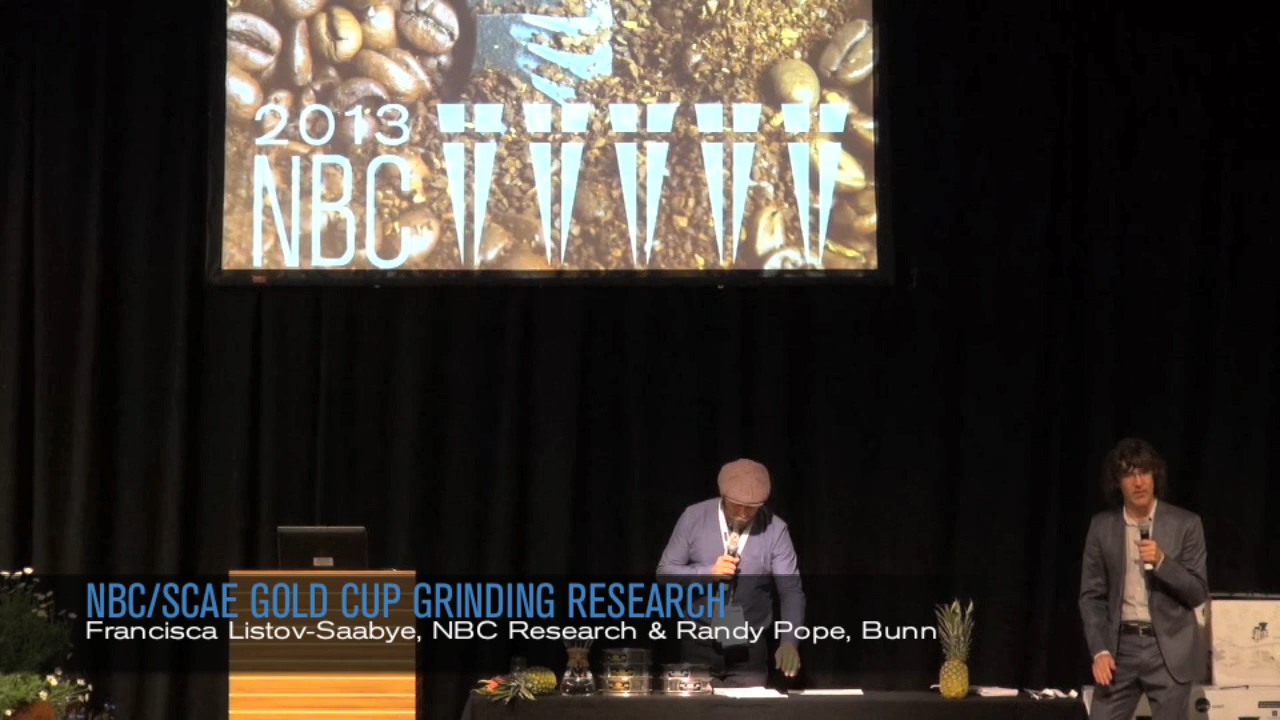 2013
NBC
NBC/SCAE GOLD CUP GRINDING RESEARCH
Francisca Listov-Saabye, NBC Research & Randy Pope, Bunn